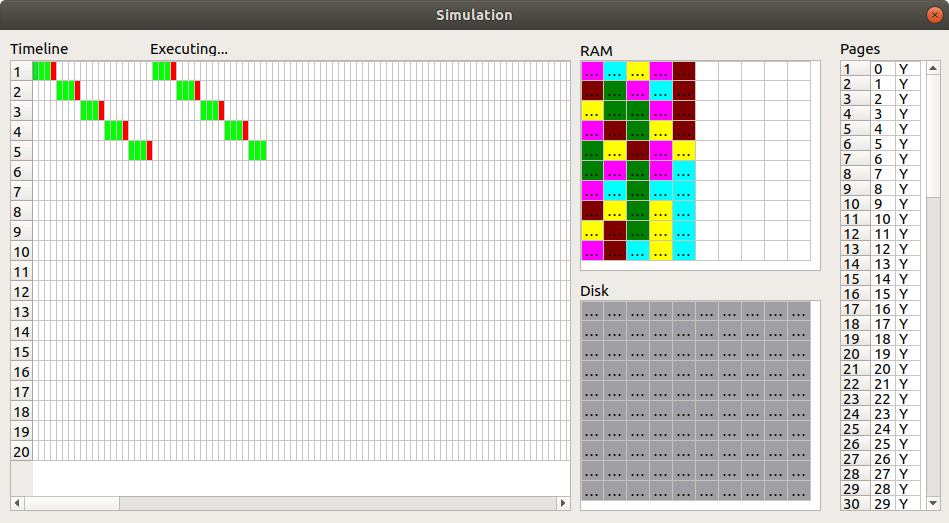 Simulation
Timeline Executing... RAM Pages
1
2
3
4
5
6
7
8
9
10
11
12
13
14
15
16
17
18
19
20
... ... ... ... ...
... ... ... ... ...
... ... ... ... ...
... ... ... ... ...
... ... ... ... ...
... ... ... ... ...
... ... ... ... ...
... ... ... ... ...
... ... ... ... ...
... ... ... ... ...
Disk
... ... ... ... ... ... ... ... ... ...
... ... ... ... ... ... ... ... ... ...
... ... ... ... ... ... ... ... ... ...
... ... ... ... ... ... ... ... ... ...
... ... ... ... ... ... ... ... ... ...
... ... ... ... ... ... ... ... ... ...
... ... ... ... ... ... ... ... ... ...
... ... ... ... ... ... ... ... ... ...
... ... ... ... ... ... ... ... ... ...
... ... ... ... ... ... ... ... ... ...
1 0 Y
2 1 Y
3 2 Y
4 3 Y
5 4 Y
6 5 Y
7 6 Y
8 7 Y
9 8 Y
10 9 Y
11 10 Y
12 11 Y
13 12 Y
14 13 Y
15 14 Y
16 15 Y
17 16 Y
18 17 Y
19 18 Y
20 19 Y
21 20 Y
22 21 Y
23 22 Y
24 23 Y
25 24 Y
26 25 Y
27 26 Y
28 27 Y
29 28 Y
30 29 Y